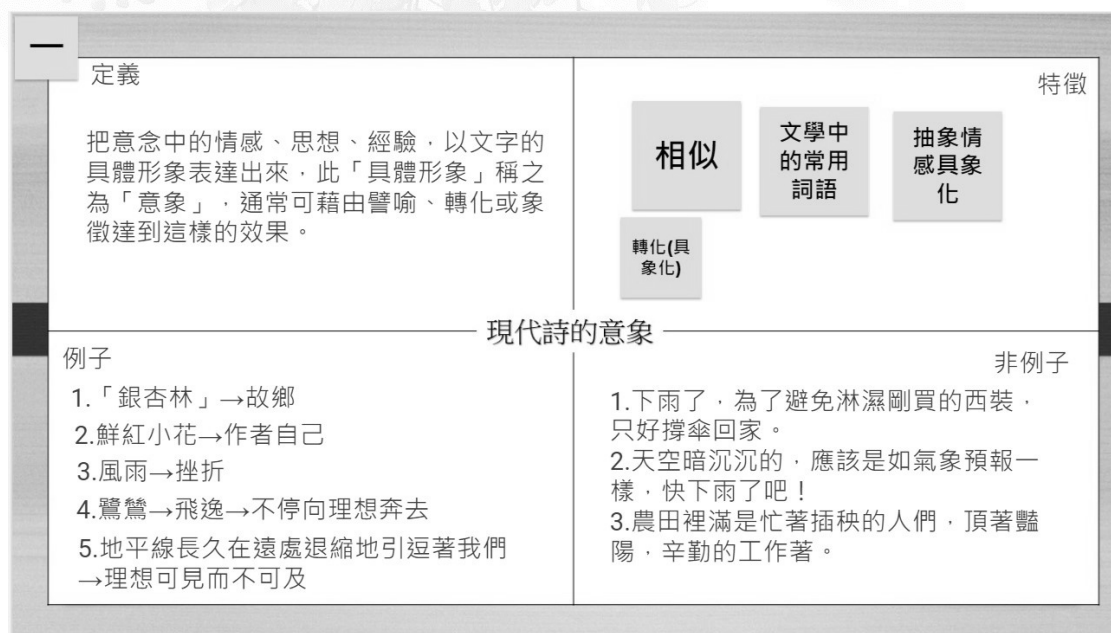 一
定義
把意念中的情感、思想、經驗，以文字的
具體形象表達出來，此「具體形象」稱之
為「意象」，通常可藉由譬喻、轉化或象
徵達到這樣的效果。
特徵
相似
文學中
的常用
詞語
抽象情
感具象
化
轉化(具
象化)
現代詩的意象
例子
1.「銀杏林」→故鄉
2.鮮紅小花→作者自己
3.風雨→挫折
4.鷺鷥→飛逸→不停向理想奔去
5.地平線長久在遠處退縮地引逗著我們
→理想可見而不可及
非例子
1.下雨了，為了避免淋濕剛買的西裝，
只好撐傘回家。
2.天空暗沉沉的，應該是如氣象預報一
樣，快下雨了吧！
3.農田裡滿是忙著插秧的人們，頂著豔
陽，辛勤的工作著。